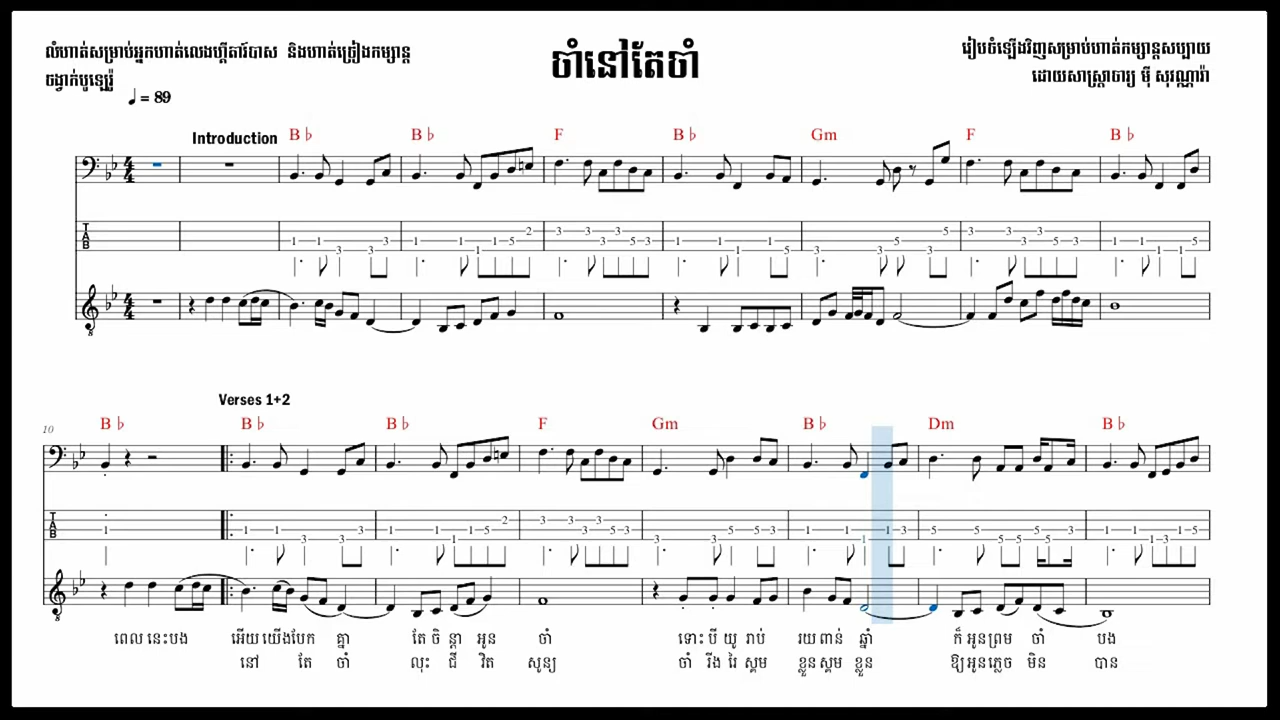 លំហាត់សម្រាប់អ្នកហាត់លេងហ្គីតារ៍បាស និងហាត់ច្រៀងកម្សាន្ត
ចង្វាក់បូឡេរ៉ូ
ចាំនៅតែចាំ
រៀបចំឡើងវិញសម្រាប់ហាត់កម្សាន្តសប្បាយ
ដោយសាស្ត្រាចារ្យ ម៉ី សុវណ្ណារ៉ា
= 89
Introduction B♭ B♭ F B♭ Gm F B♭
Verses 1+2
10 B♭ B♭ B♭ F Gm B♭ Dm B♭
ពេល នេះបង អើយ យើងបែក គ្នា តែ ចិ ន្តា អូន ចាំ ទោះ បី យូ រាប់ រយ ពាន់ ឆ្នាំ ក៏ អូនព្រម ចាំ បង
នៅ តែ ចាំ លុះ ជី វិត សូន្យ ចាំ រីង រៃ ស្គម ខ្លួន ស្គម ខ្លួន ឱ្យ អូនភ្លេច មិន បាន